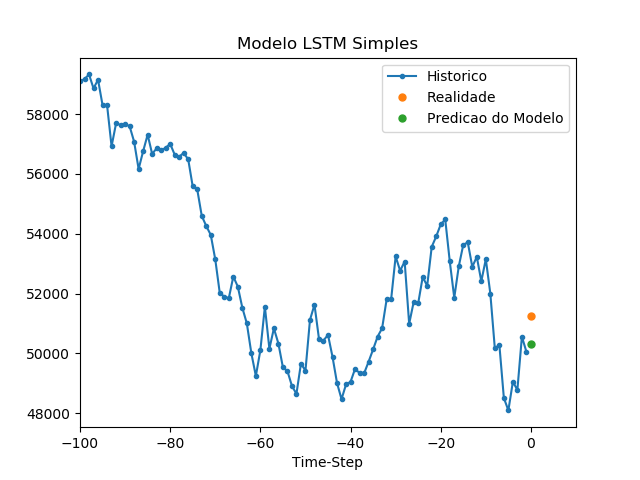 Modelo LSTM Simples
Historico
Realidade
Predicao do Modelo
58000
56000
54000
52000
50000
48000
−100
−80
−60
−40
−20
0
Time-Step